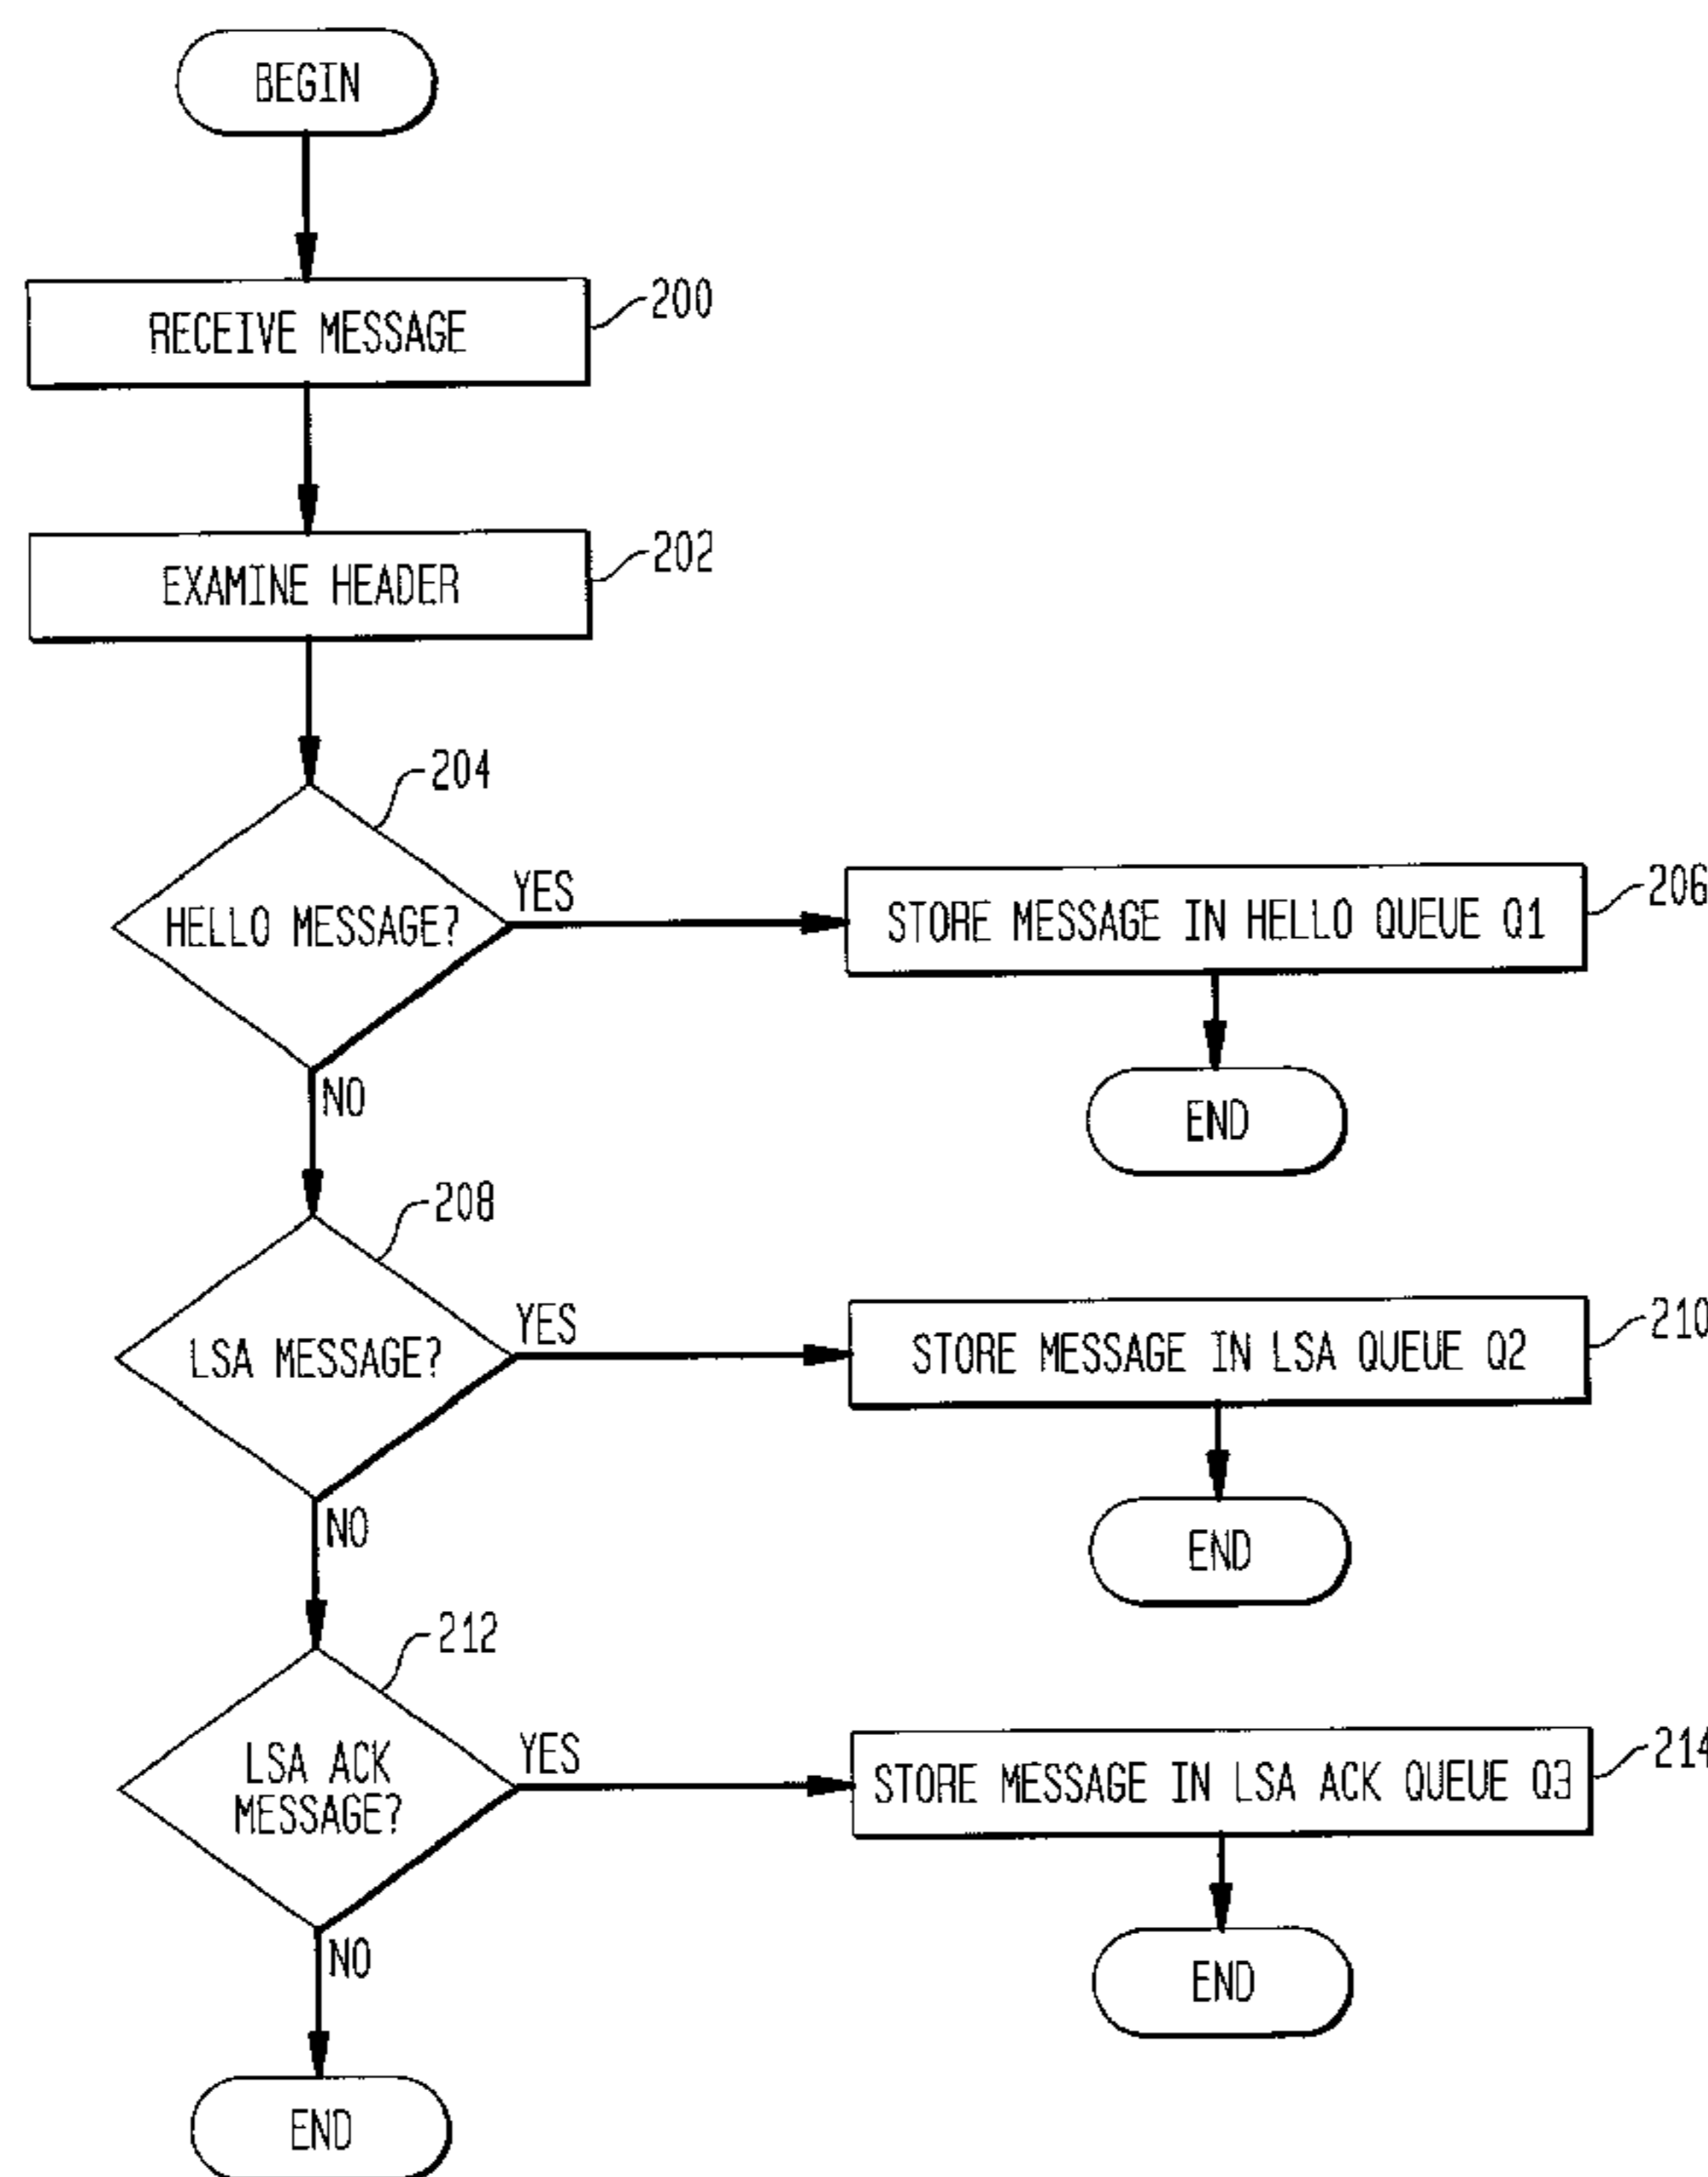 BEGIN
RECEIVE MESSAGE
200
EXAMINE HEADER
202
204
HELLO MESSAGE?
YES
STORE MESSAGE IN HELLO QUEUE Q1
206
NO
END
208
LSA MESSAGE?
YES
STORE MESSAGE IN LSA QUEUE Q2
210
NO
END
212
LSA ACK
MESSAGE?
YES
STORE MESSAGE IN LSA ACK QUEUE Q3
214
NO
END
END